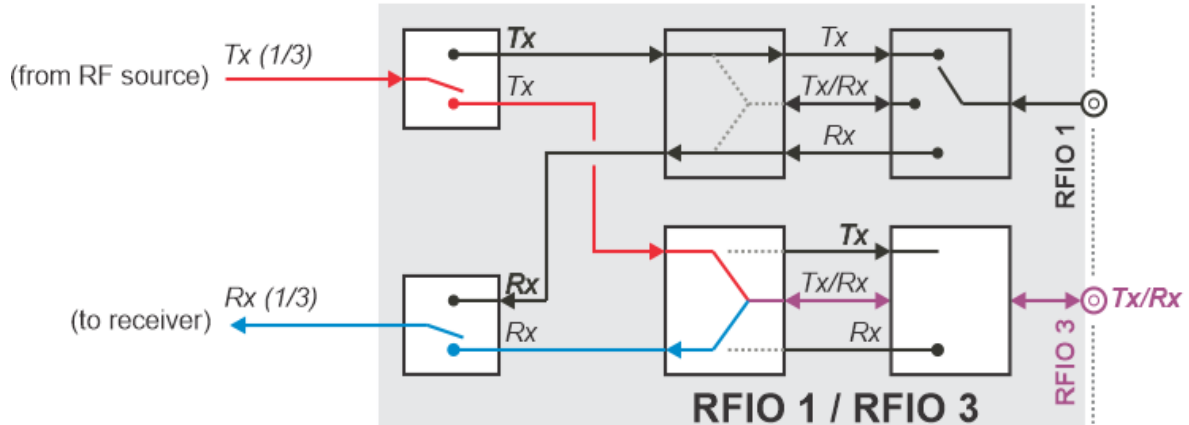 Tx
Tx
Tx (1/3)
(from RF source)
Tx
Tx/Rx
Rx
RFIO 1
Tx
Rx
Rx (1/3)
Tx/Rx
Tx/Rx
(to receiver)
Rx
Rx
RFIO 3
RFIO 1 / RFIO 3